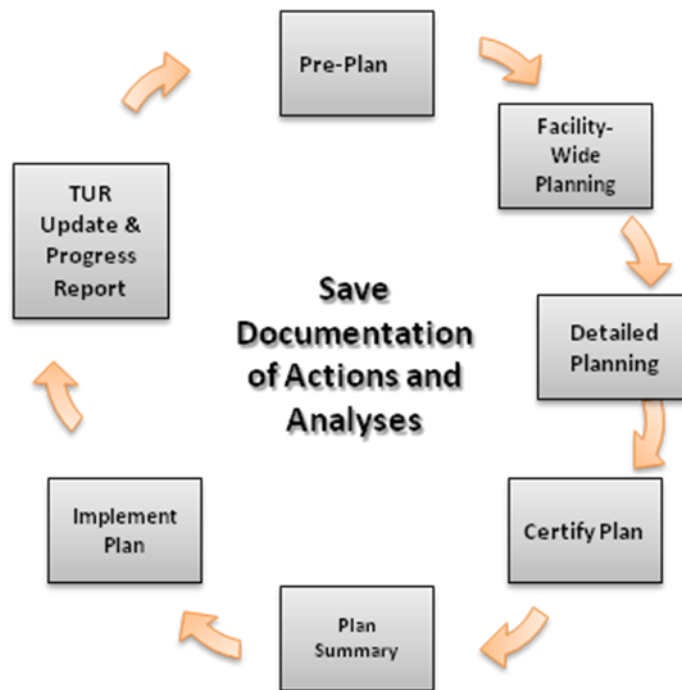 Pre-Plan
Facility-
Wide
Planning
Detailed
Planning
Certify Plan
Plan
Summary
Implement
Plan
TUR
Update &
Progress
Report
Save
Documentation
of Actions and
Analyses